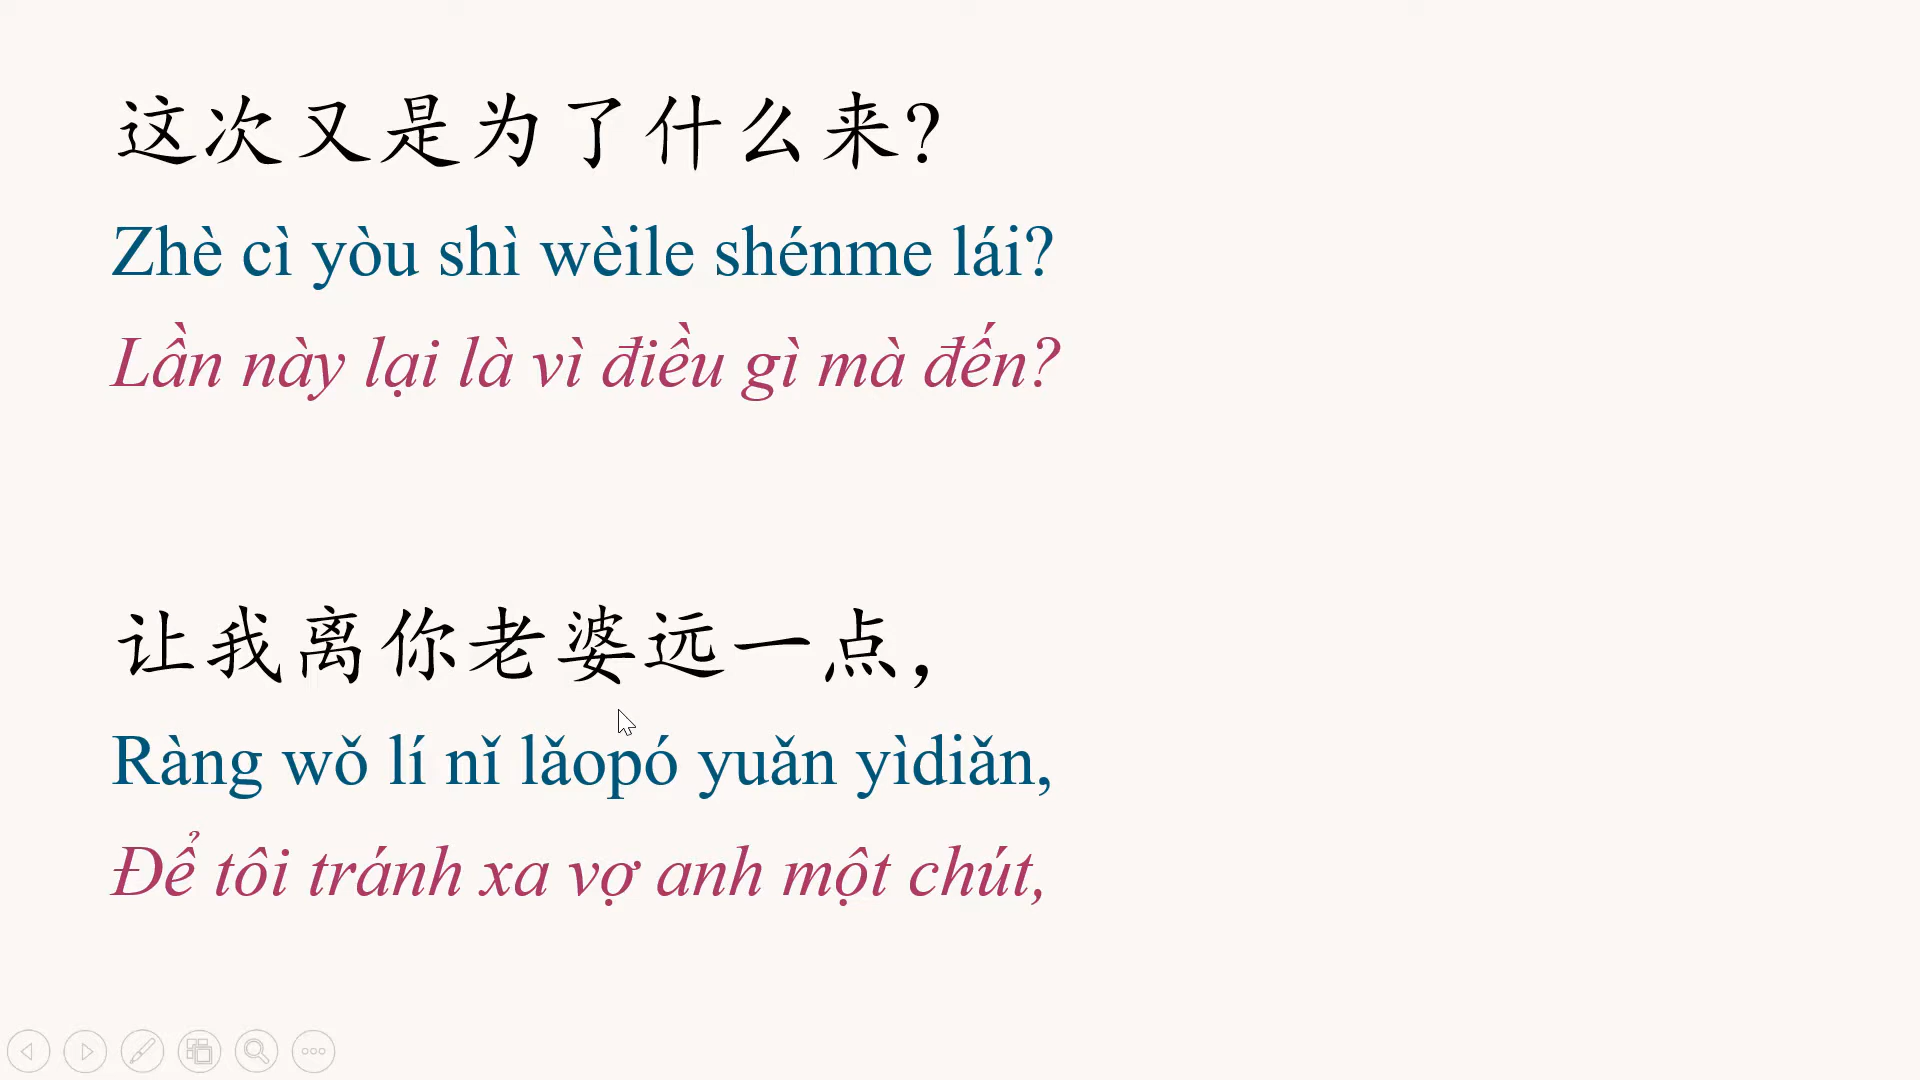 这次又是为了什么来?
Zhè cì yòu shì wèile shénme lái?
Lần này lại là vì điều gì mà đến?
让我离你老婆远一点,
Ràng wǒ lí nǐ lǎopó yuǎn yìdiǎn,
Để tôi tránh xa vợ anh một chút,